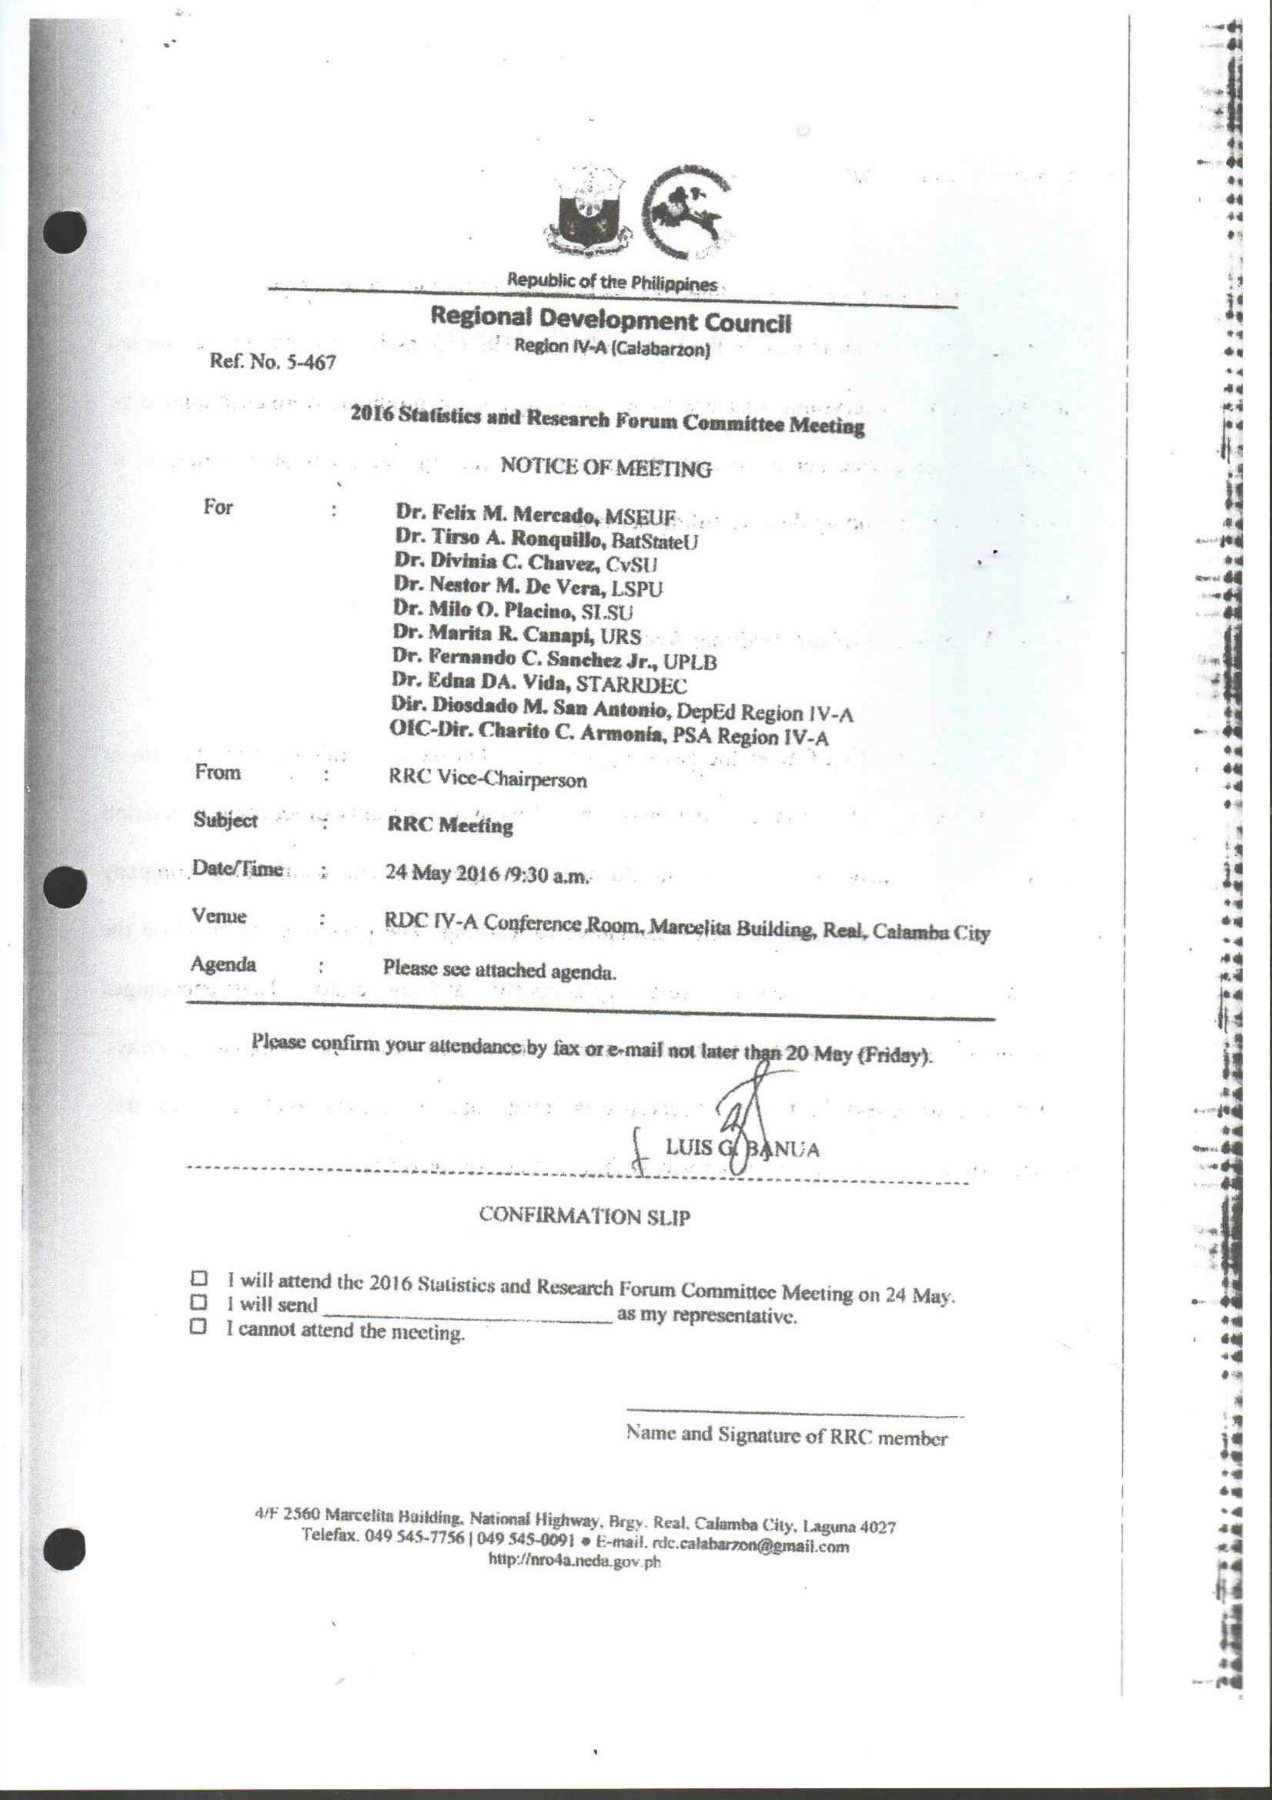 Republic of the Philippines
Regional Development Council
Region IV-A (Calabarzon)
Ref. No. 5-467
2016 Statistics and Research Forum Committee Meeting
NOTICE OF MEETING
For : Dr. Felix M. Mercado, MSEUF
Dr. Tirso A. Ronquillo, BatStateU
Dr. Divinia C. Chavez, CvSU
Dr. Nestor M. De Vera, LSPU
Dr. Milo O. Placino, SLSU
Dr. Marita R. Canapi, URS
Dr. Fernando C. Sanchez Jr., UPLB
Dr. Edna DA. Vida, STARRDEC
Dir. Diosdado M. San Antonio, DepEd Region IV-A
OIC-Dir. Charito C. Armonia, PSA Region IV-A
From : RRC Vice-Chairperson
Subject : RRC Meeting
Date/Time : 24 May 2016 /9:30 a.m.
Venue : RDC IV-A Conference Room, Marcelita Building, Real, Calamba City
Agenda : Please see attached agenda.
Please confirm your attendance by fax or e-mail not later than 20 May (Friday).
LUIS G. BANUA
CONFIRMATION SLIP
☐ I will attend the 2016 Statistics and Research Forum Committee Meeting on 24 May.
☐ I will send ______________________________ as my representative.
☐ I cannot attend the meeting.
Name and Signature of RRC member
4/F 2560 Marcelita Building, National Highway, Brgy. Real, Calamba City, Laguna 4027
Telefax. 049 545-7756 | 049 545-0091 ● E-mail. rdc.calabarzon@gmail.com
http://nro4a.neda.gov.ph